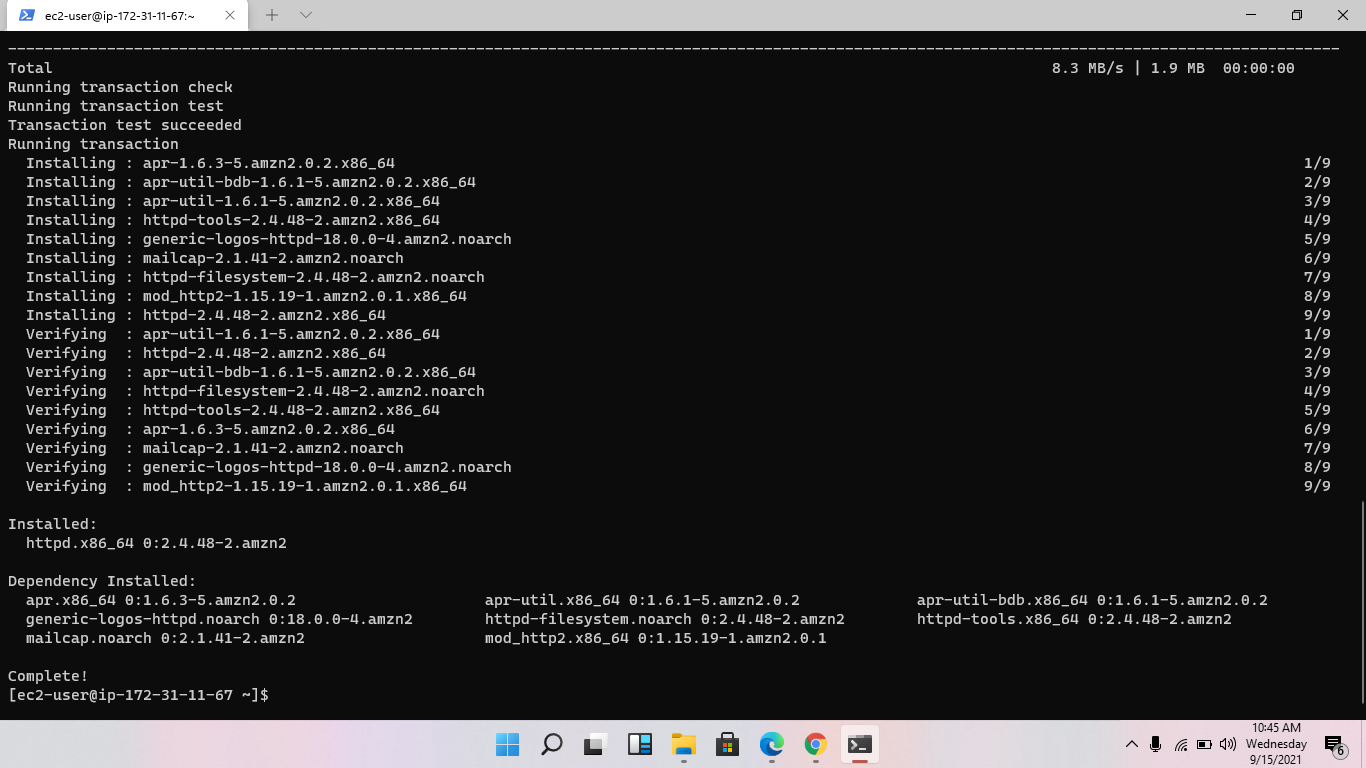 ec2-user@ip-172-31-11-67:~
--------------------------------------------------------------------------------------------------------------------------------------------------------------------
Total 8.3 MB/s | 1.9 MB 00:00:00
Running transaction check
Running transaction test
Transaction test succeeded
Running transaction
Installing : apr-1.6.3-5.amzn2.0.2.x86_64 1/9
Installing : apr-util-bdb-1.6.1-5.amzn2.0.2.x86_64 2/9
Installing : apr-util-1.6.1-5.amzn2.0.2.x86_64 3/9
Installing : httpd-tools-2.4.48-2.amzn2.x86_64 4/9
Installing : generic-logos-httpd-18.0.0-4.amzn2.noarch 5/9
Installing : mailcap-2.1.41-2.amzn2.noarch 6/9
Installing : httpd-filesystem-2.4.48-2.amzn2.noarch 7/9
Installing : mod_http2-1.15.19-1.amzn2.0.1.x86_64 8/9
Installing : httpd-2.4.48-2.amzn2.x86_64 9/9
Verifying : apr-util-1.6.1-5.amzn2.0.2.x86_64 1/9
Verifying : httpd-2.4.48-2.amzn2.x86_64 2/9
Verifying : apr-util-bdb-1.6.1-5.amzn2.0.2.x86_64 3/9
Verifying : httpd-filesystem-2.4.48-2.amzn2.noarch 4/9
Verifying : httpd-tools-2.4.48-2.amzn2.x86_64 5/9
Verifying : apr-1.6.3-5.amzn2.0.2.x86_64 6/9
Verifying : mailcap-2.1.41-2.amzn2.noarch 7/9
Verifying : generic-logos-httpd-18.0.0-4.amzn2.noarch 8/9
Verifying : mod_http2-1.15.19-1.amzn2.0.1.x86_64 9/9
Installed:
httpd.x86_64 0:2.4.48-2.amzn2
Dependency Installed:
apr.x86_64 0:1.6.3-5.amzn2.0.2 apr-util.x86_64 0:1.6.1-5.amzn2.0.2 apr-util-bdb.x86_64 0:1.6.1-5.amzn2.0.2
generic-logos-httpd.noarch 0:18.0.0-4.amzn2 httpd-filesystem.noarch 0:2.4.48-2.amzn2 httpd-tools.x86_64 0:2.4.48-2.amzn2
mailcap.noarch 0:2.1.41-2.amzn2 mod_http2.x86_64 0:1.15.19-1.amzn2.0.1
Complete!
[ec2-user@ip-172-31-11-67 ~]$
10:45 AM
Wednesday
9/15/2021
6